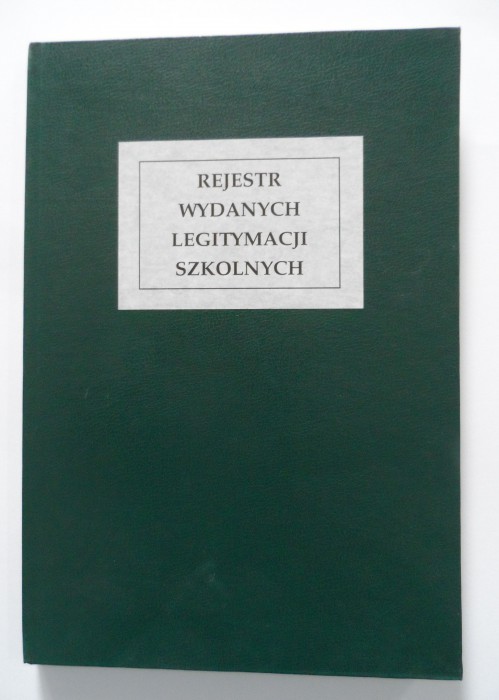 REJESTR
WYDANYCH
LEGITYMACJI
SZKOLNYCH